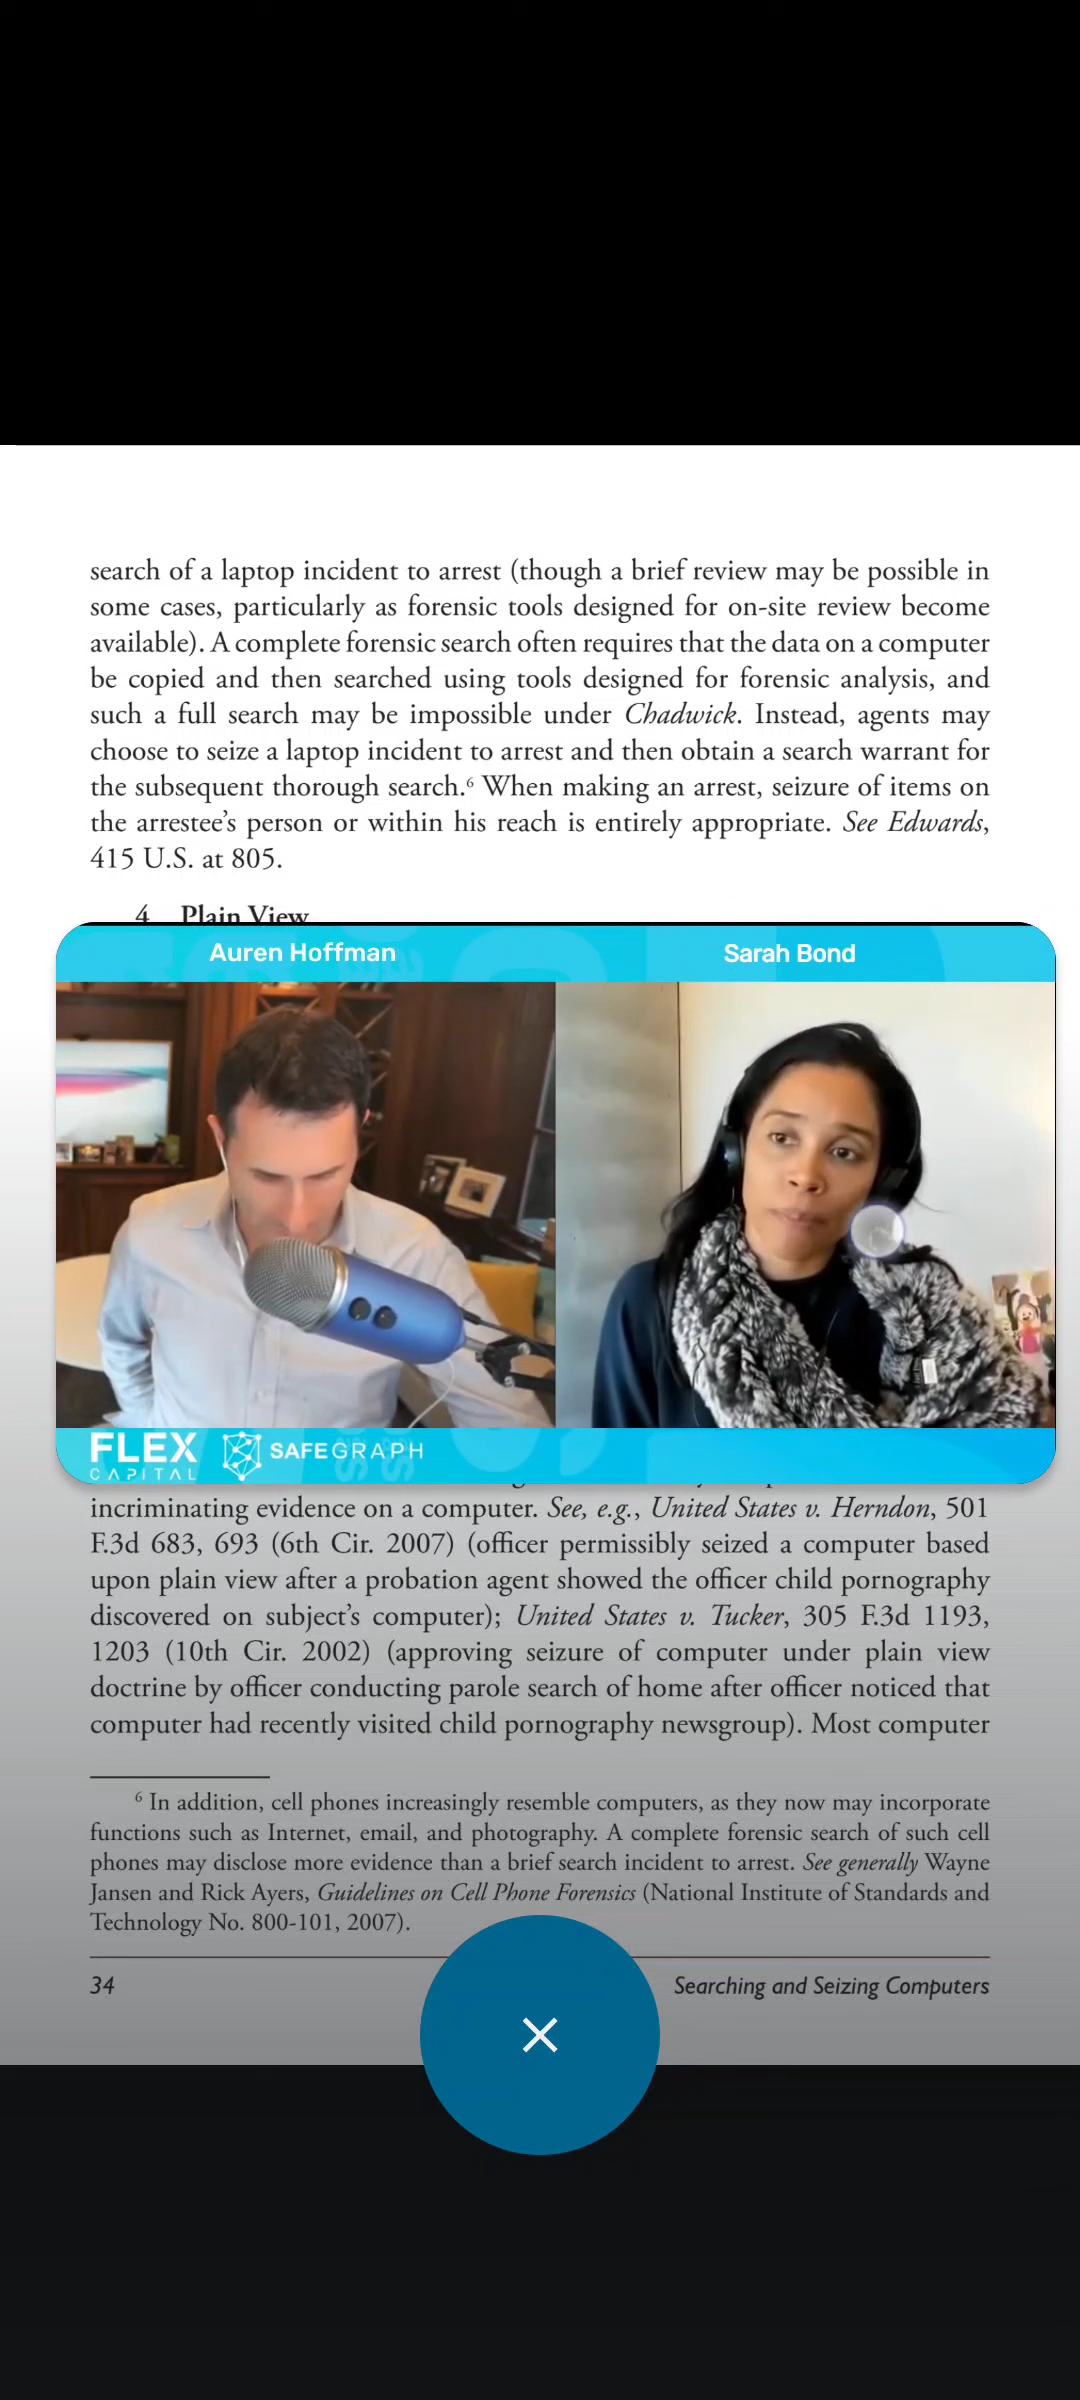 search of a laptop incident to arrest (though a brief review may be possible in
some cases, particularly as forensic tools designed for on-site review become
available). A complete forensic search often requires that the data on a computer
be copied and then searched using tools designed for forensic analysis, and
such a full search may be impossible under Chadwick. Instead, agents may
choose to seize a laptop incident to arrest and then obtain a search warrant for
the subsequent thorough search.⁶ When making an arrest, seizure of items on
the arrestee’s person or within his reach is entirely appropriate. See Edwards,
415 U.S. at 805.
4 Plain View
Auren Hoffman
Sarah Bond
FLEX CAPITAL
SAFEGRAPH
incriminating evidence on a computer. See, e.g., United States v. Herndon, 501
F.3d 683, 693 (6th Cir. 2007) (officer permissibly seized a computer based
upon plain view after a probation agent showed the officer child pornography
discovered on subject’s computer); United States v. Tucker, 305 F.3d 1193,
1203 (10th Cir. 2002) (approving seizure of computer under plain view
doctrine by officer conducting parole search of home after officer noticed that
computer had recently visited child pornography newsgroup). Most computer
⁶ In addition, cell phones increasingly resemble computers, as they now may incorporate
functions such as Internet, email, and photography. A complete forensic search of such cell
phones may disclose more evidence than a brief search incident to arrest. See generally Wayne
Jansen and Rick Ayers, Guidelines on Cell Phone Forensics (National Institute of Standards and
Technology No. 800-101, 2007).
34
Searching and Seizing Computers